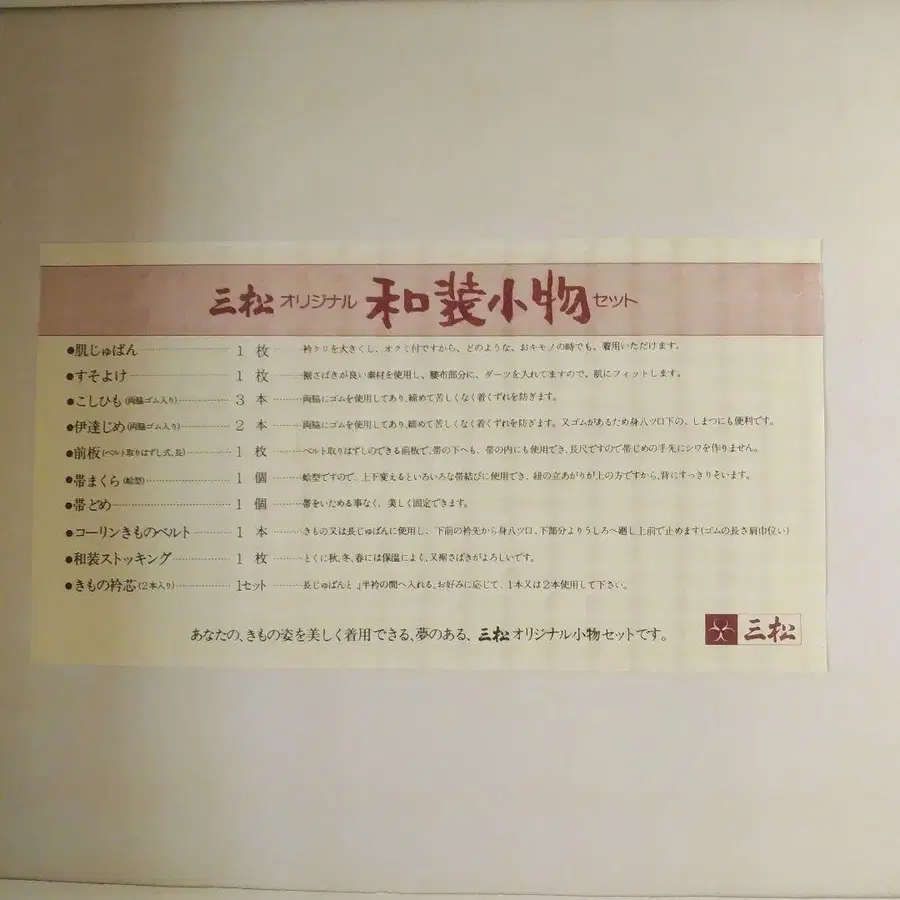 三松オリジナル 和装小物セット
●肌じゅばん 1枚 衿クリを大きくし、オクミ付ですから、どのような、おキモノの時でも、着用いただけます。
●すそよけ 1枚 裾さばきが良い素材を使用し、腰布部分に、ダーツを入れてますので、肌にフィットします。
●こしひも(両脇ゴム入り) 3本 両脇にゴムを使用してあり、締めて苦しくなく着くずれを防ぎます。
●伊達じめ(両脇ゴム入り) 2本 両脇にゴムを使用してあり、締めて苦しくなく着くずれを防ぎます。又ゴムがあるため身八ツ口下の、しまつにも便利です。
●前板(ベルト取りはずし式、長) 1枚 ベルト取りはずしのできる前板で、帯の下へも、帯の内にも使用でき、長尺ですので帯じめの手先にシワを作りません。
●帯まくら(蛤型) 1個 蛤型ですので、上下変えるといろいろな帯結びに使用でき、紐の立あがりが上の方ですから、背にすっきりそいます。
●帯どめ 1個 帯をいためる事なく、美しく固定できます。
●コーリンきものベルト 1本 きもの又は長じゅばんに使用し、下前の衿先から身八ツ口、下部分よりうしろへ廻し上前で止めます(ゴムの長さ肩巾位い)
●和装ストッキング 1枚 とくに秋、冬、春には保温によく、又裾さばきがよろしいです。
●きもの衿芯(2本入り) 1セット 長じゅばんと、半衿の間へ入れる、お好みに応じて、1本又は2本使用して下さい。
あなたの、きもの姿を美しく着用できる、夢のある、三松オリジナル小物セットです。
三松